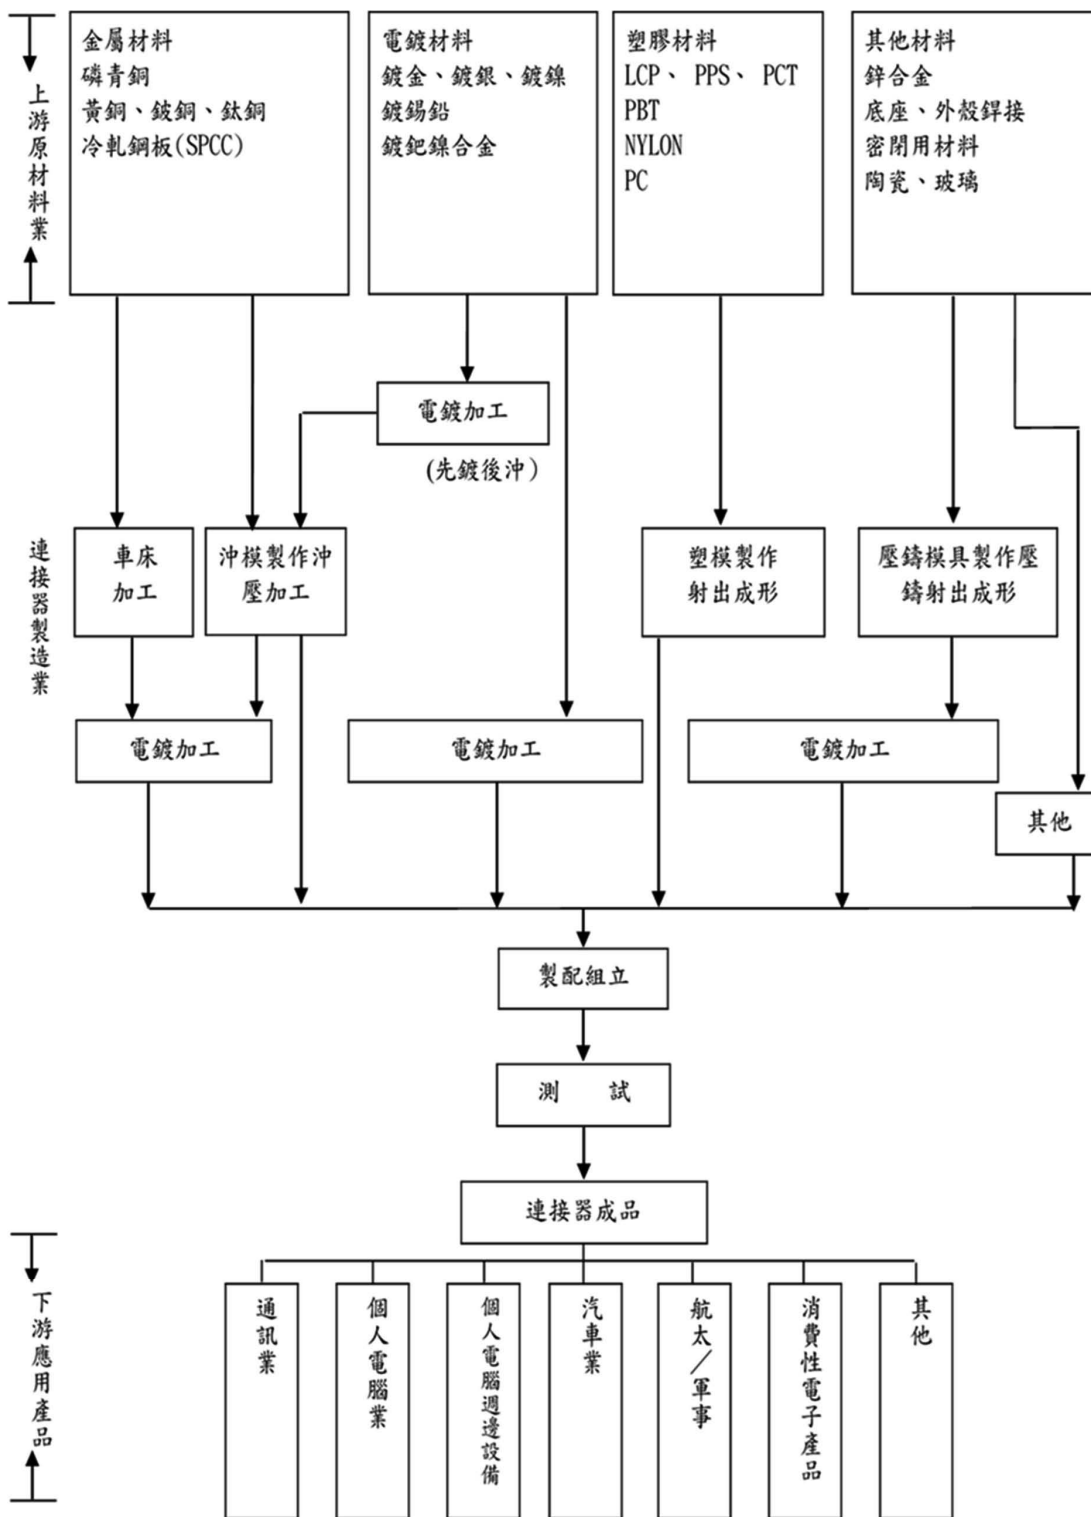 上游原材料業
金屬材料
磷青銅
黃銅、鈹銅、鈦銅
冷軋鋼板(SPCC)
電鍍材料
鍍金、鍍銀、鍍鎳
鍍錫鉛
鍍鈀鎳合金
塑膠材料
LCP、 PPS、 PCT
PBT
NYLON
PC
其他材料
鋅合金
底座、外殼銲接
密閉用材料
陶瓷、玻璃
連接器製造業
電鍍加工
(先鍍後沖)
車床
加工
沖模製作沖
壓加工
塑模製作
射出成形
壓鑄模具製作壓
鑄射出成形
電鍍加工
電鍍加工
電鍍加工
其他
製配組立
測 試
連接器成品
下游應用產品
通訊業
個人電腦業
個人電腦週邊設備
汽車業
航太／軍事
消費性電子產品
其他